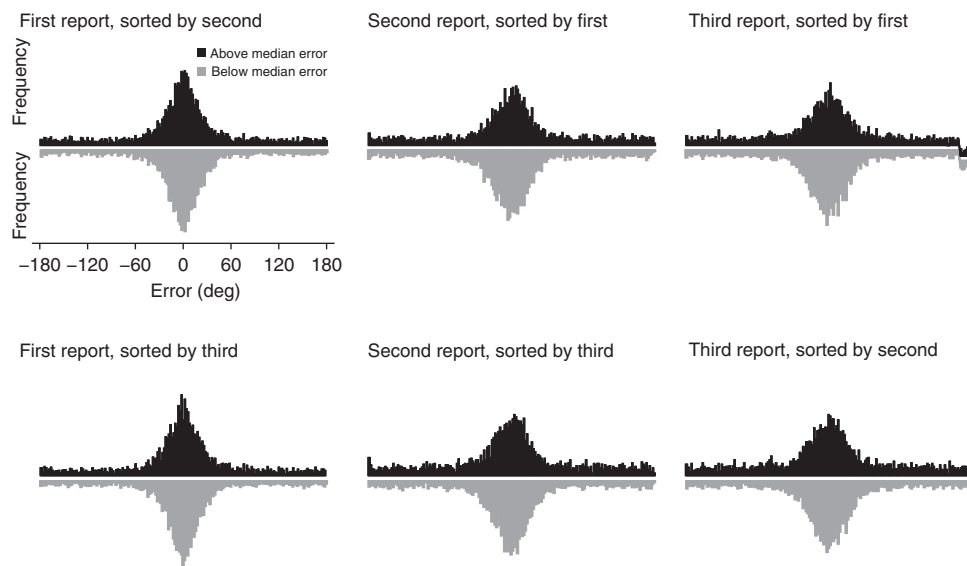 First report, sorted by second
Second report, sorted by first
Third report, sorted by first
Above median error
Below median error
Frequency
Frequency
−180 −120 −60 0 60 120 180
Error (deg)
First report, sorted by third
Second report, sorted by third
Third report, sorted by second